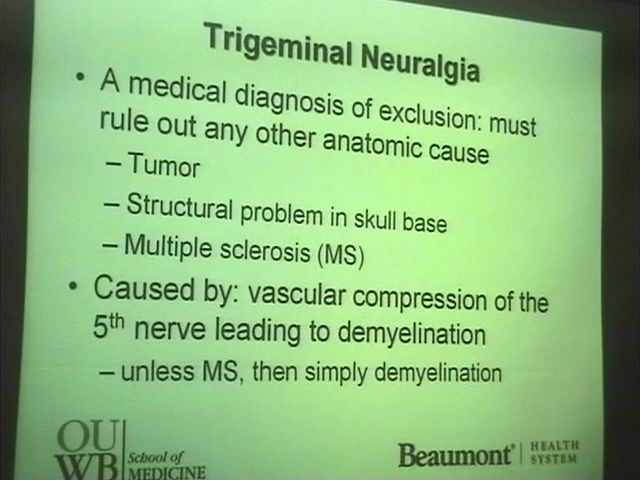 Trigeminal Neuralgia
• A medical diagnosis of exclusion: must
rule out any other anatomic cause
– Tumor
– Structural problem in skull base
– Multiple sclerosis (MS)
• Caused by: vascular compression of the
5th nerve leading to demyelination
– unless MS, then simply demyelination
OU
WB
School of
MEDICINE
Beaumont®
HEALTH
SYSTEM